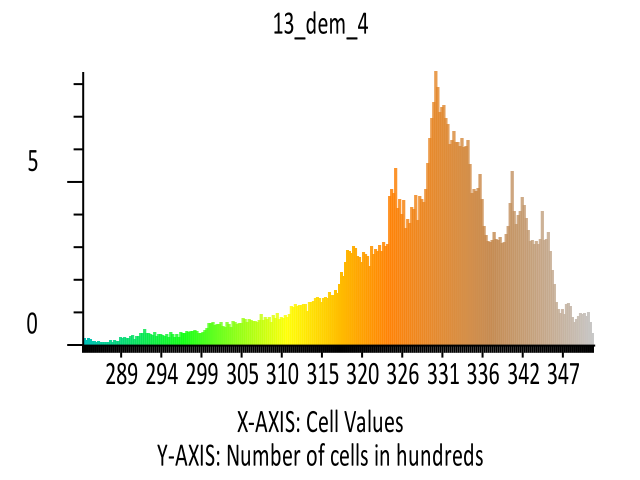 13_dem_4
5
0
289 294 299 305 310 315 320 326 331 336 342 347
X-AXIS: Cell Values
Y-AXIS: Number of cells in hundreds